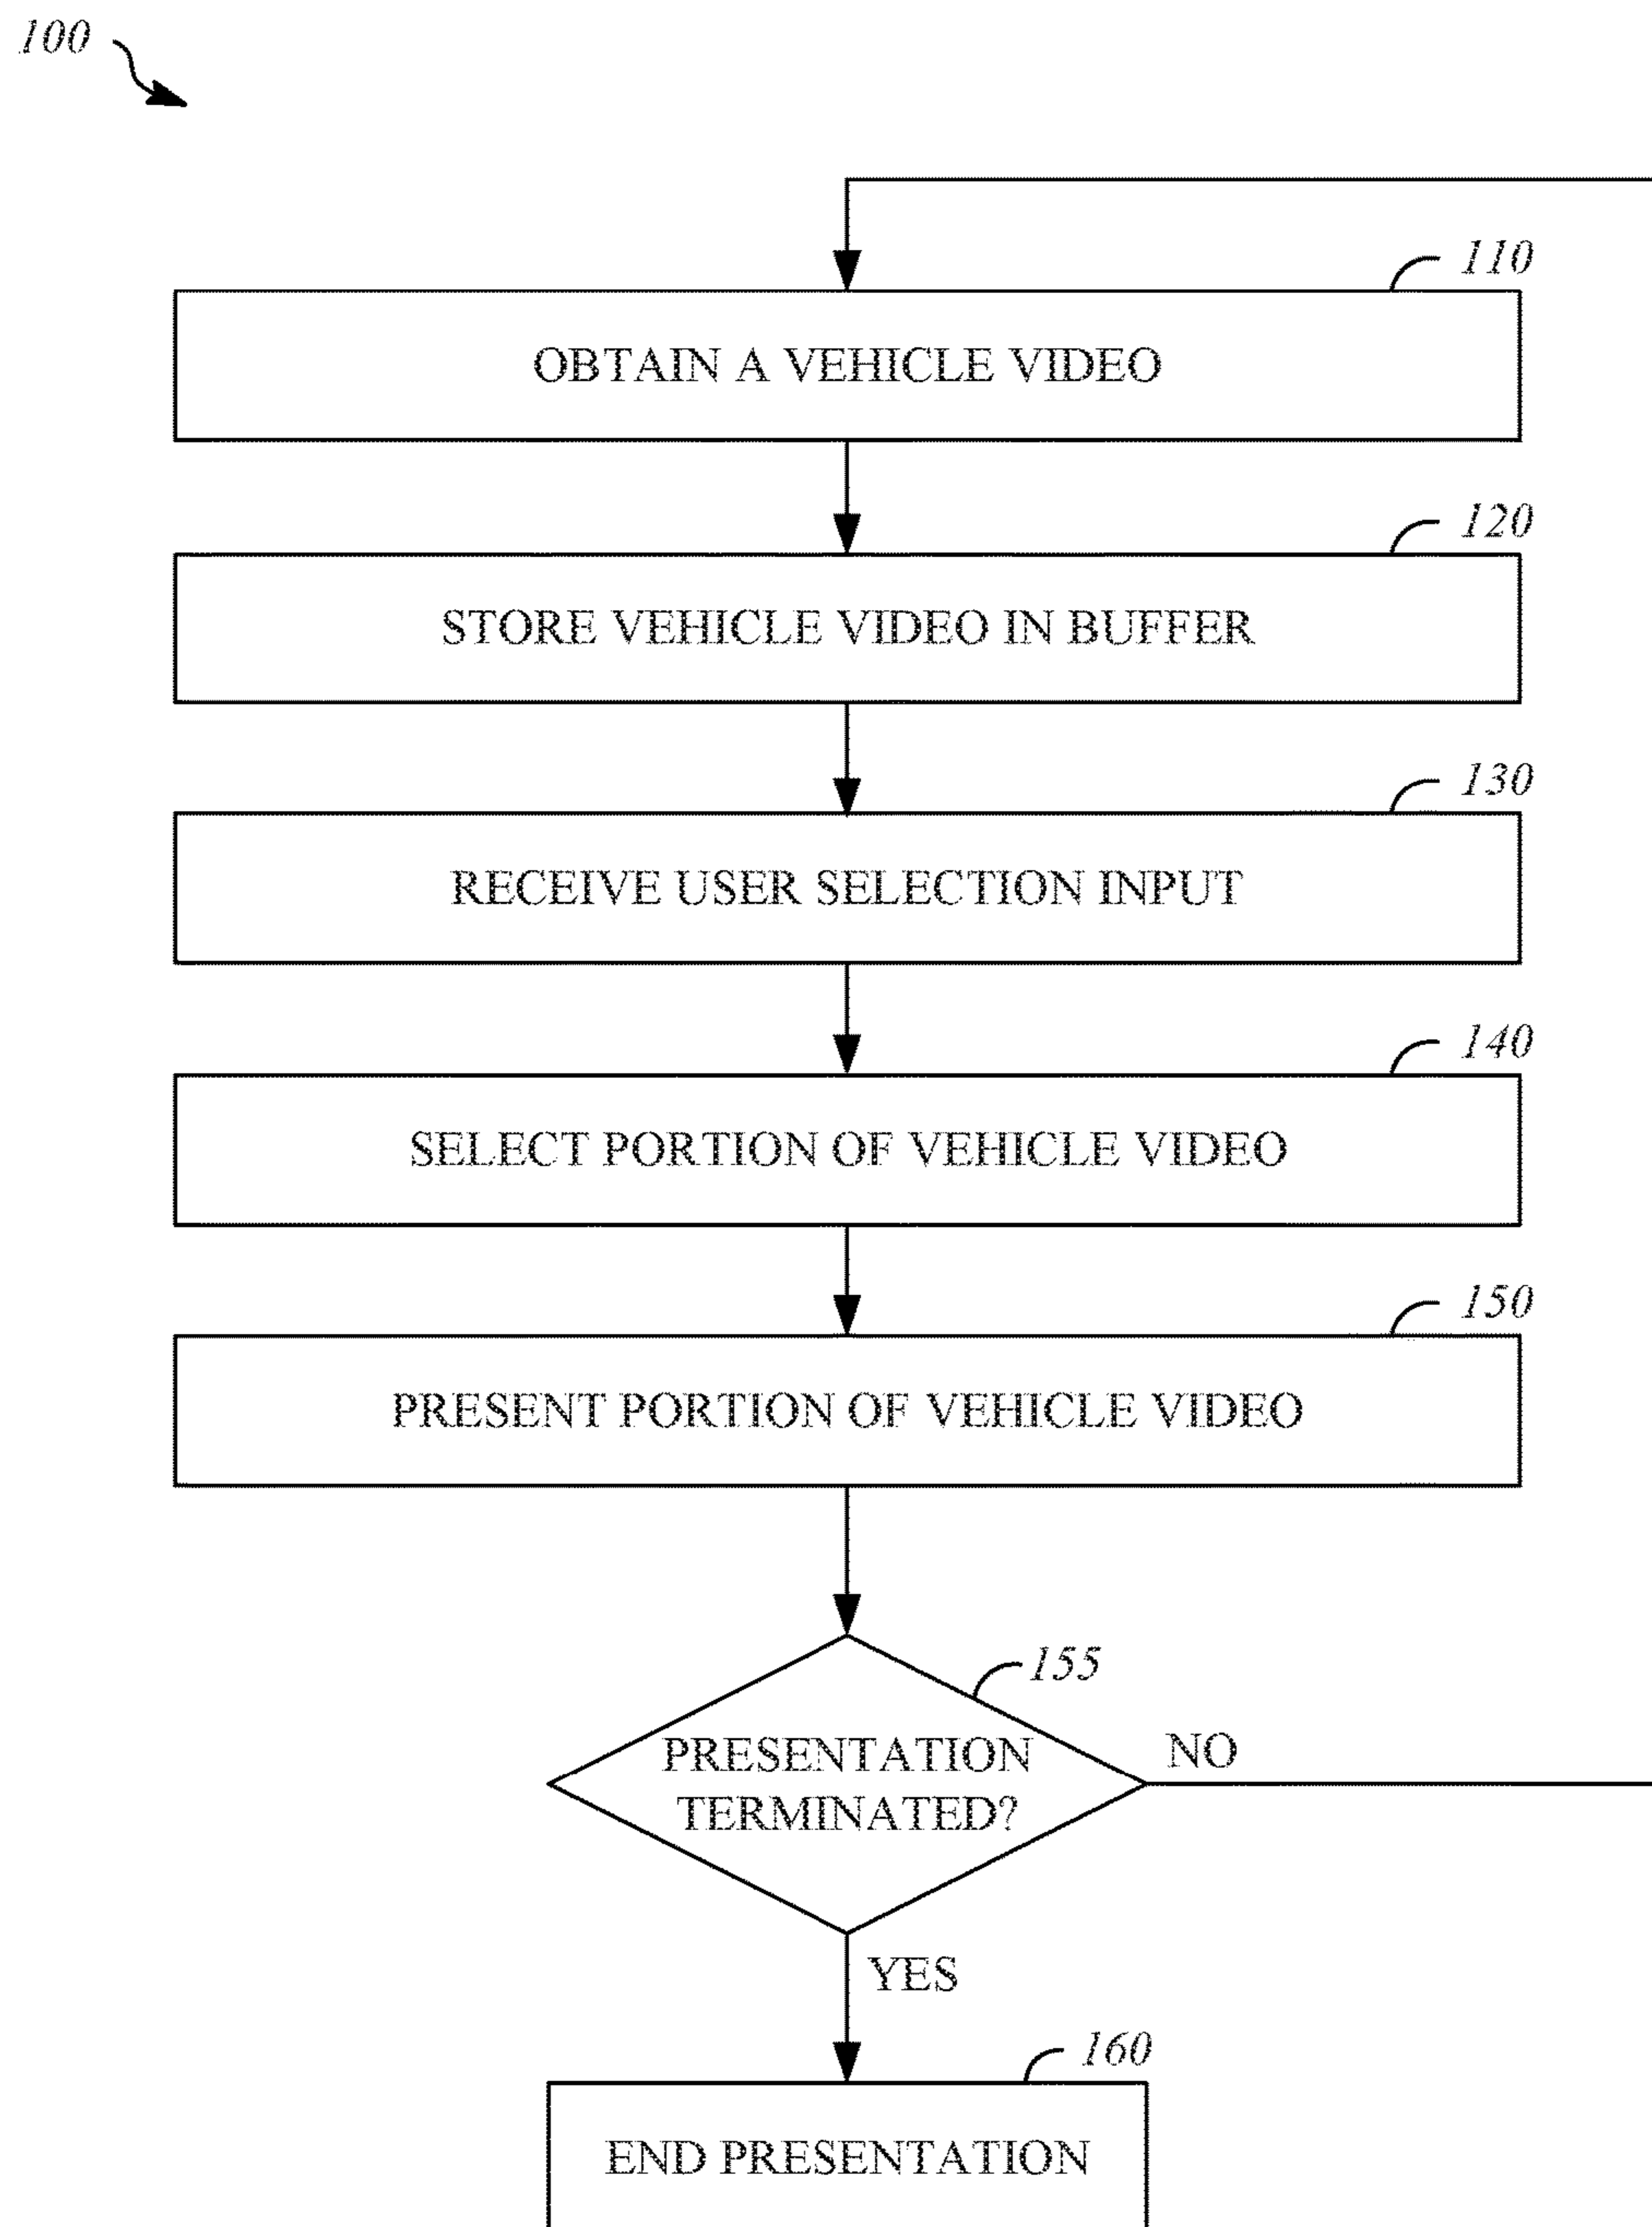 100
110
OBTAIN A VEHICLE VIDEO
120
STORE VEHICLE VIDEO IN BUFFER
130
RECEIVE USER SELECTION INPUT
140
SELECT PORTION OF VEHICLE VIDEO
150
PRESENT PORTION OF VEHICLE VIDEO
155
PRESENTATION
TERMINATED?
NO
YES
160
END PRESENTATION